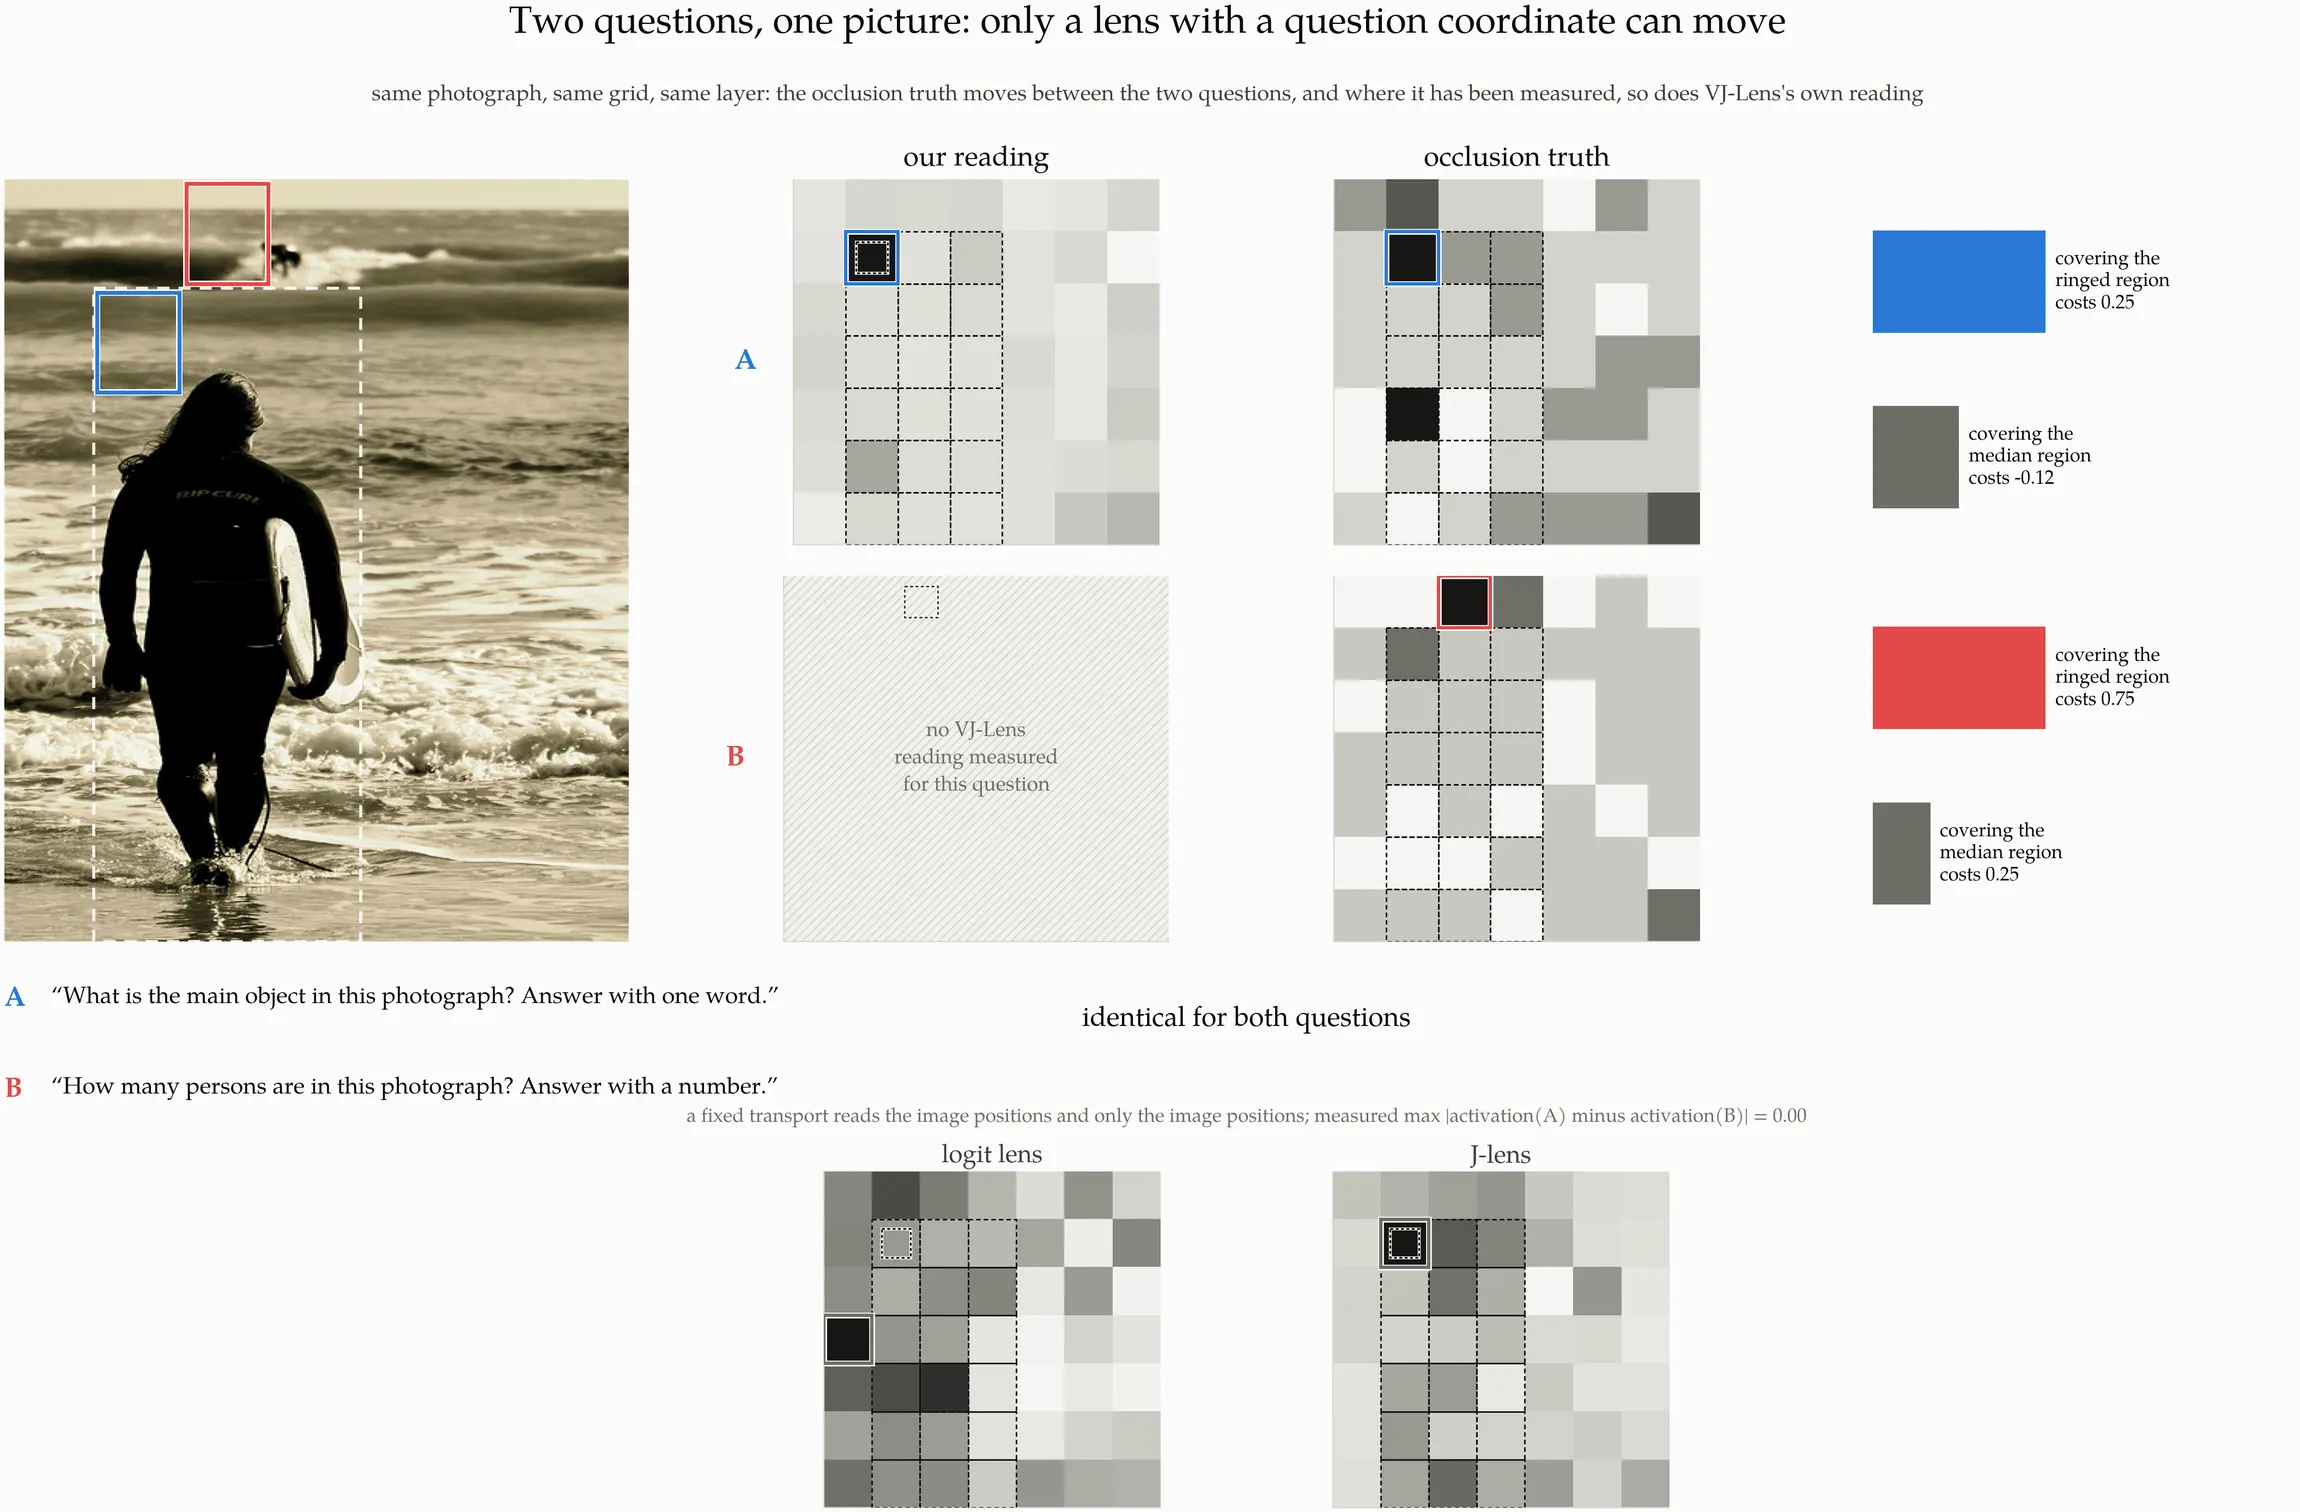 Two questions, one picture: only a lens with a question coordinate can move
same photograph, same grid, same layer: the occlusion truth moves between the two questions, and where it has been measured, so does VJ-Lens's own reading
our reading
occlusion truth
RIP CURL
A
covering the
ringed region
costs 0.25
covering the
median region
costs -0.12
B
no VJ-Lens
reading measured
for this question
covering the
ringed region
costs 0.75
covering the
median region
costs 0.25
A “What is the main object in this photograph? Answer with one word.”
B “How many persons are in this photograph? Answer with a number.”
identical for both questions
a fixed transport reads the image positions and only the image positions; measured max |activation(A) minus activation(B)| = 0.00
logit lens
J-lens